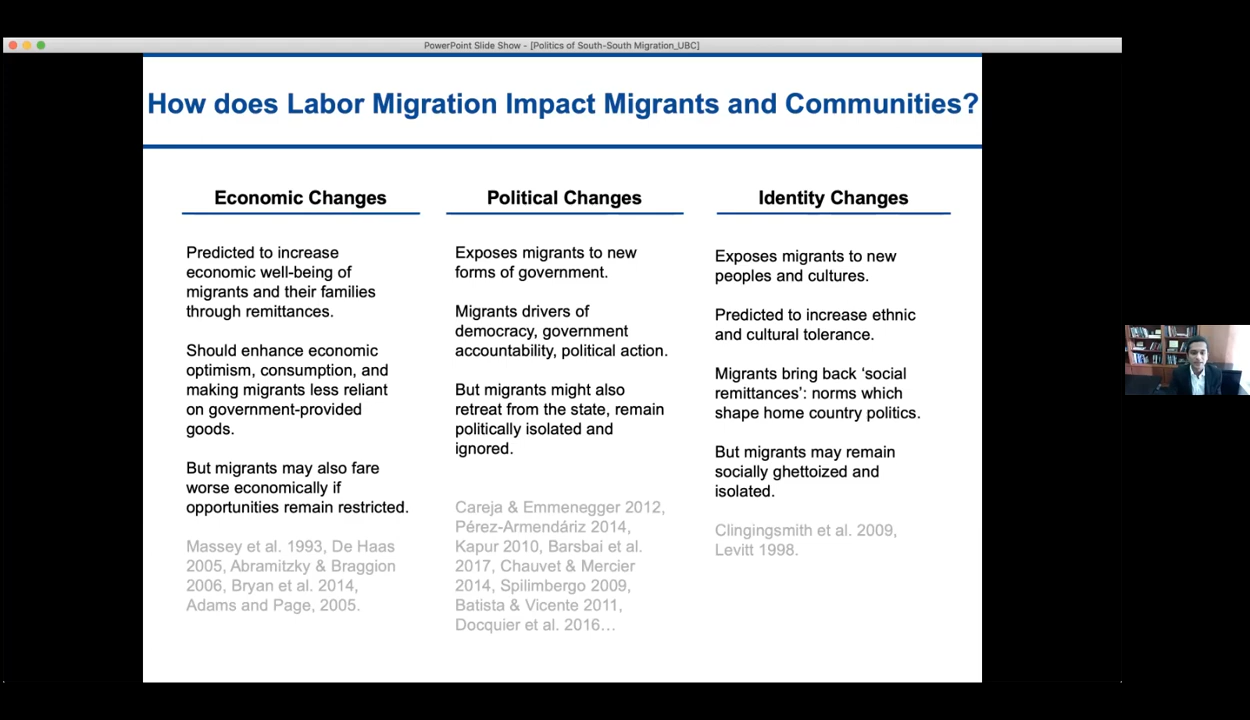 PowerPoint Slide Show - [Politics of South-South Migration_UBC]
How does Labor Migration Impact Migrants and Communities?
Economic Changes
Predicted to increase
economic well-being of
migrants and their families
through remittances.
Should enhance economic
optimism, consumption, and
making migrants less reliant
on government-provided
goods.
But migrants may also fare
worse economically if
opportunities remain restricted.
Massey et al. 1993, De Haas
2005, Abramitzky & Braggion
2006, Bryan et al. 2014,
Adams and Page, 2005.
Political Changes
Exposes migrants to new
forms of government.
Migrants drivers of
democracy, government
accountability, political action.
But migrants might also
retreat from the state, remain
politically isolated and
ignored.
Careja & Emmenegger 2012,
Pérez-Armendáriz 2014,
Kapur 2010, Barsbai et al.
2017, Chauvet & Mercier
2014, Spilimbergo 2009,
Batista & Vicente 2011,
Docquier et al. 2016…
Identity Changes
Exposes migrants to new
peoples and cultures.
Predicted to increase ethnic
and cultural tolerance.
Migrants bring back ‘social
remittances’: norms which
shape home country politics.
But migrants may remain
socially ghettoized and
isolated.
Clingingsmith et al. 2009,
Levitt 1998.